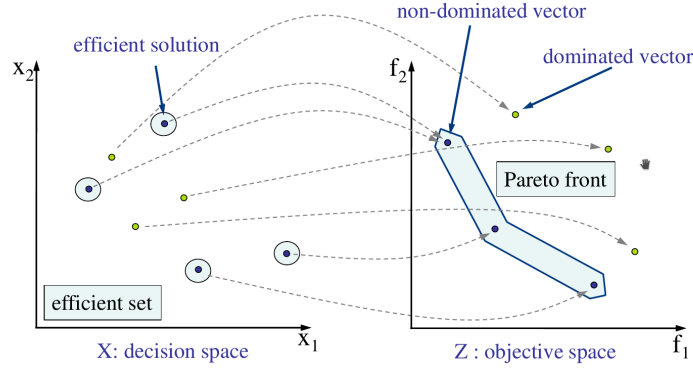 non-dominated vector
efficient solution
dominated vector
x2
f2
Pareto front
efficient set
x1
f1
X: decision space
Z : objective space